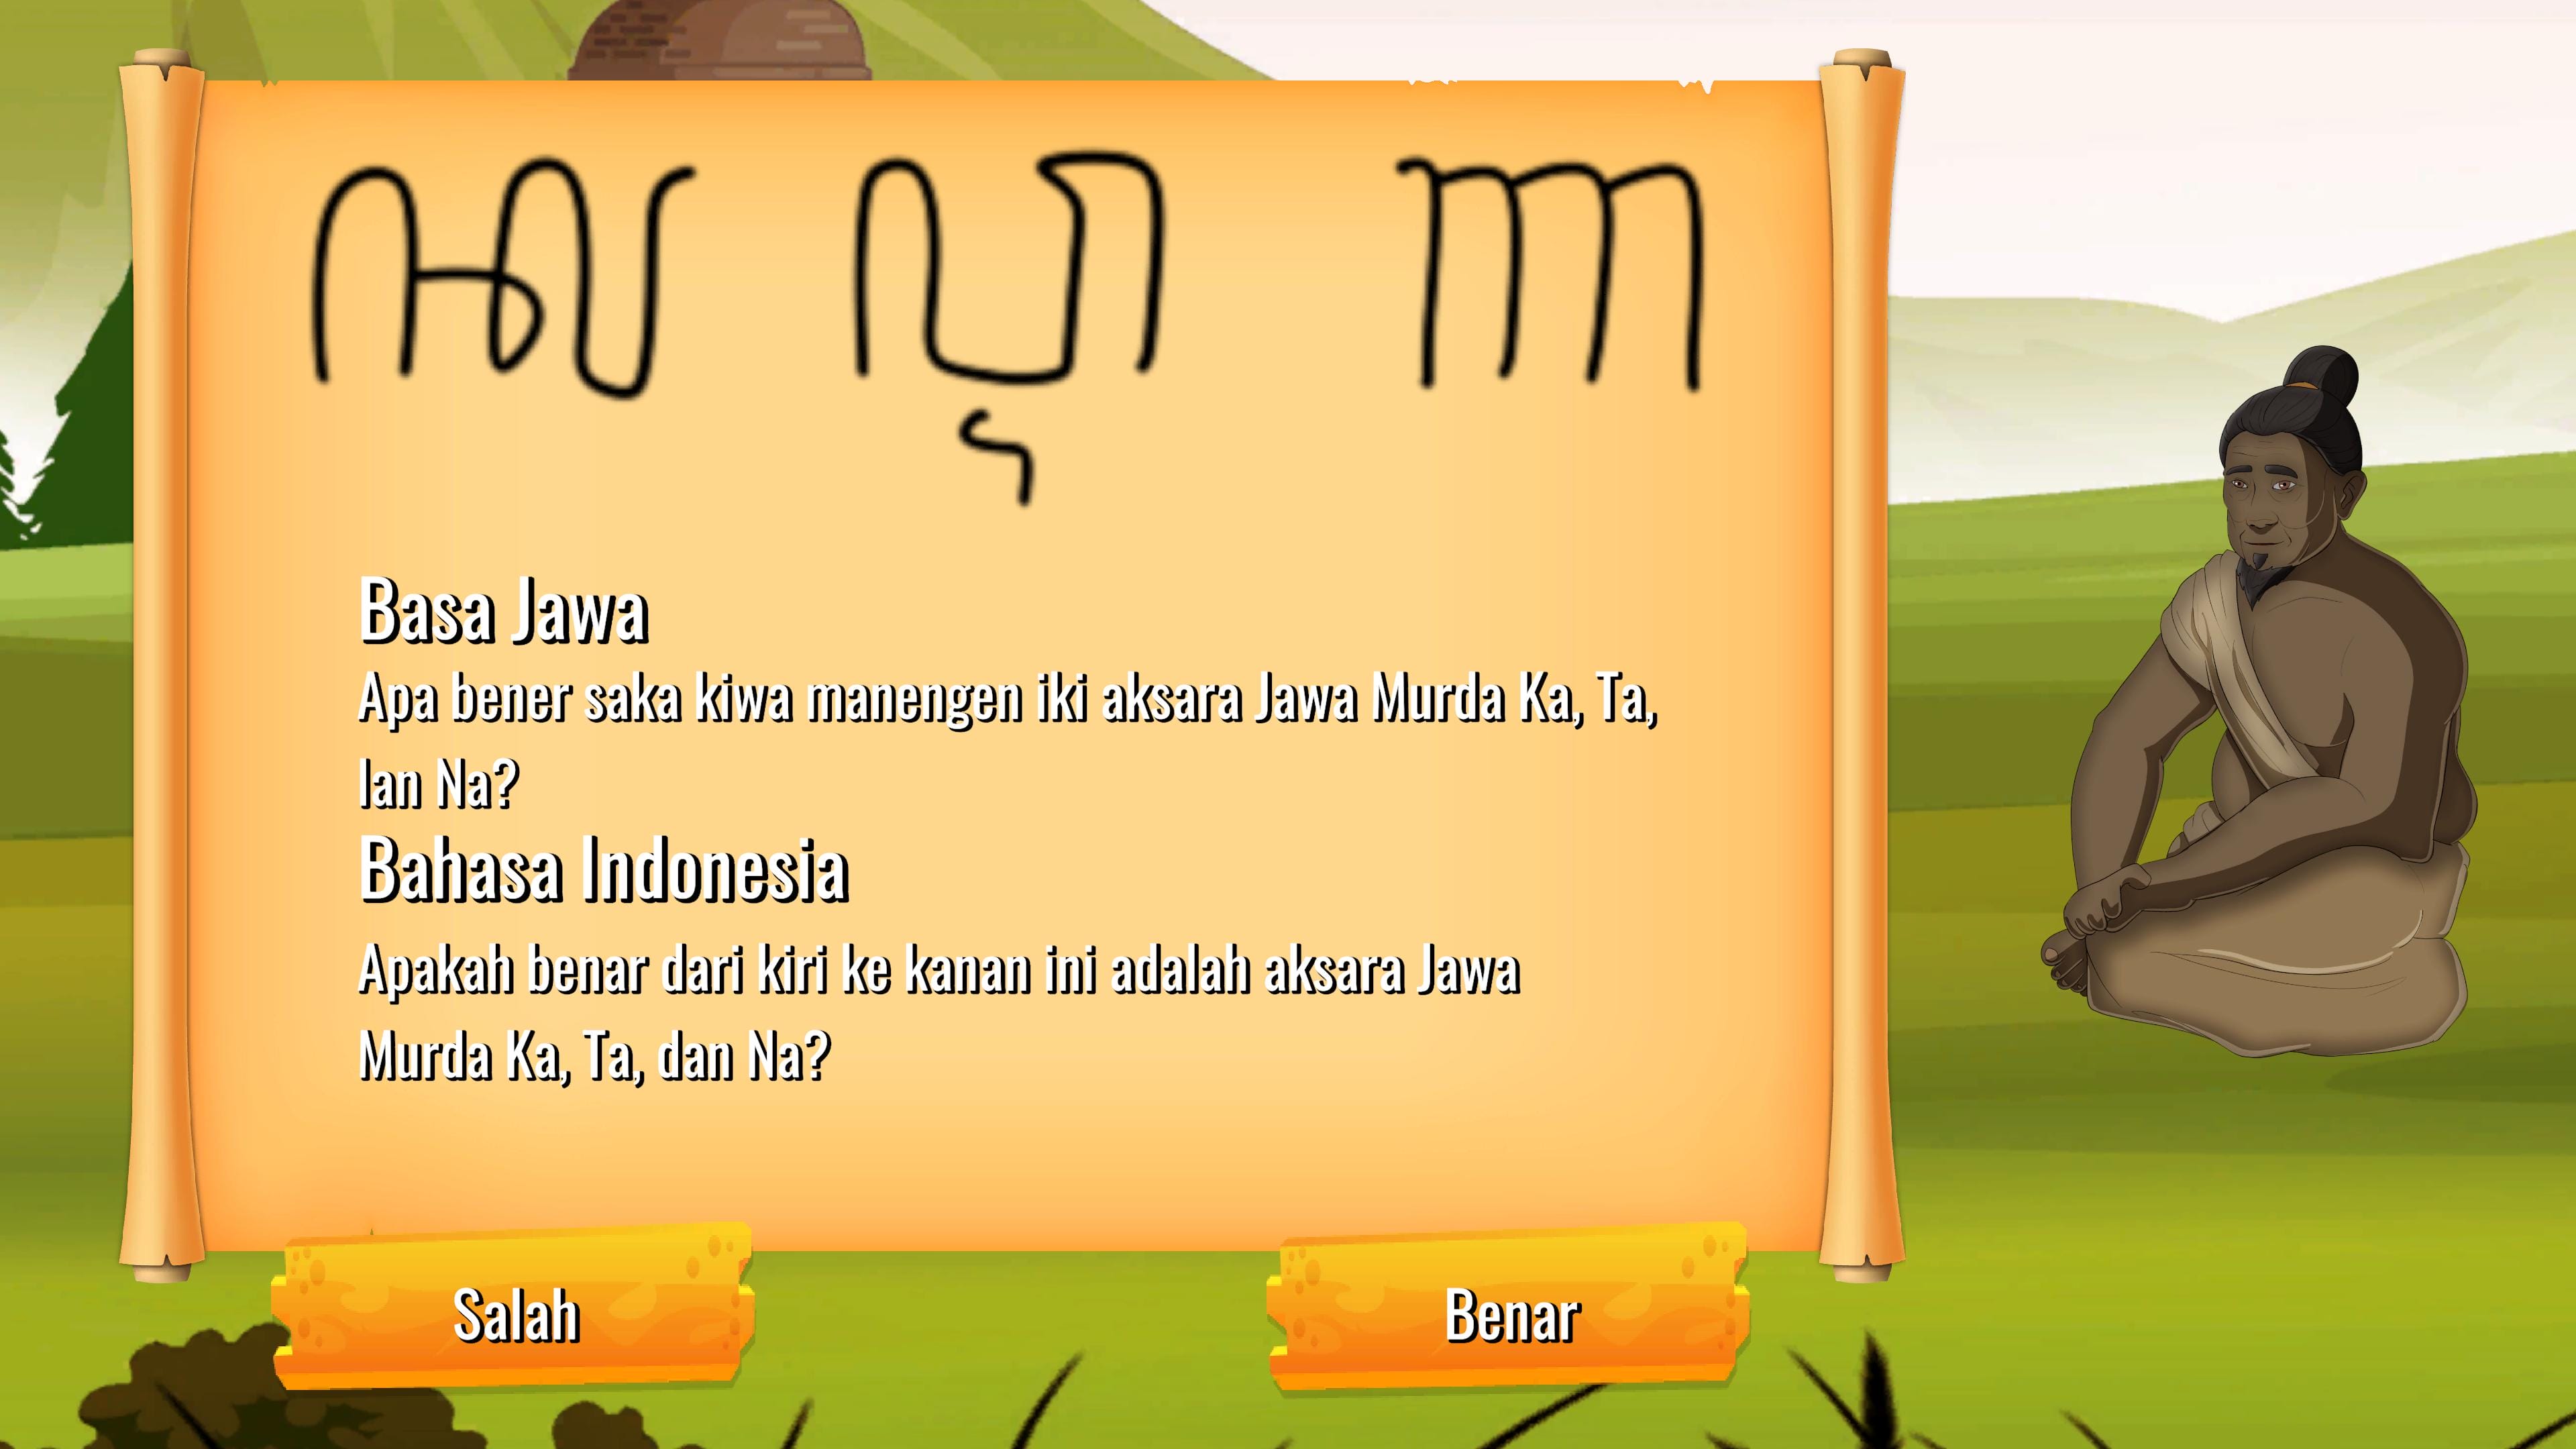 ꦑ ꦡ ꦟ
Basa Jawa
Apa bener saka kiwa manengen iki aksara Jawa Murda Ka, Ta,
lan Na?
Bahasa Indonesia
Apakah benar dari kiri ke kanan ini adalah aksara Jawa
Murda Ka, Ta, dan Na?
Salah
Benar